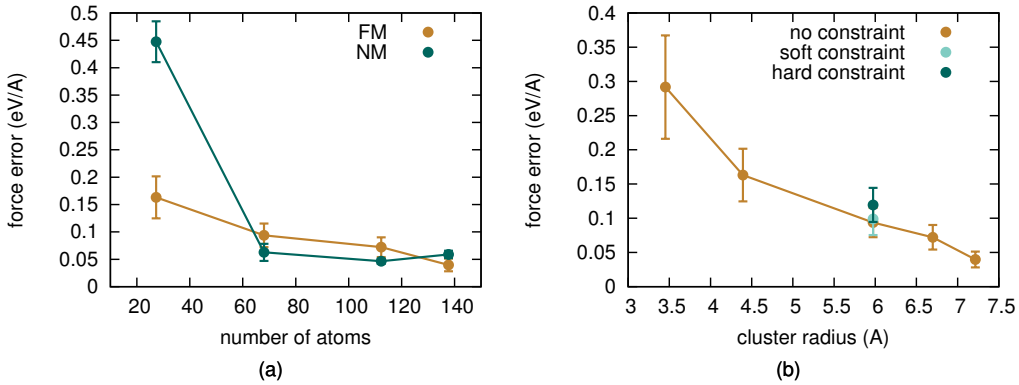 0.5
0.45
0.4
0.35
0.3
0.25
0.2
0.15
0.1
0.05
0
20 40 60 80 100 120 140
FM
NM
force error (eV/A)
number of atoms
(a)
0.4
0.35
0.3
0.25
0.2
0.15
0.1
0.05
0
3 3.5 4 4.5 5 5.5 6 6.5 7 7.5
no constraint
soft constraint
hard constraint
force error (eV/A)
cluster radius (A)
(b)